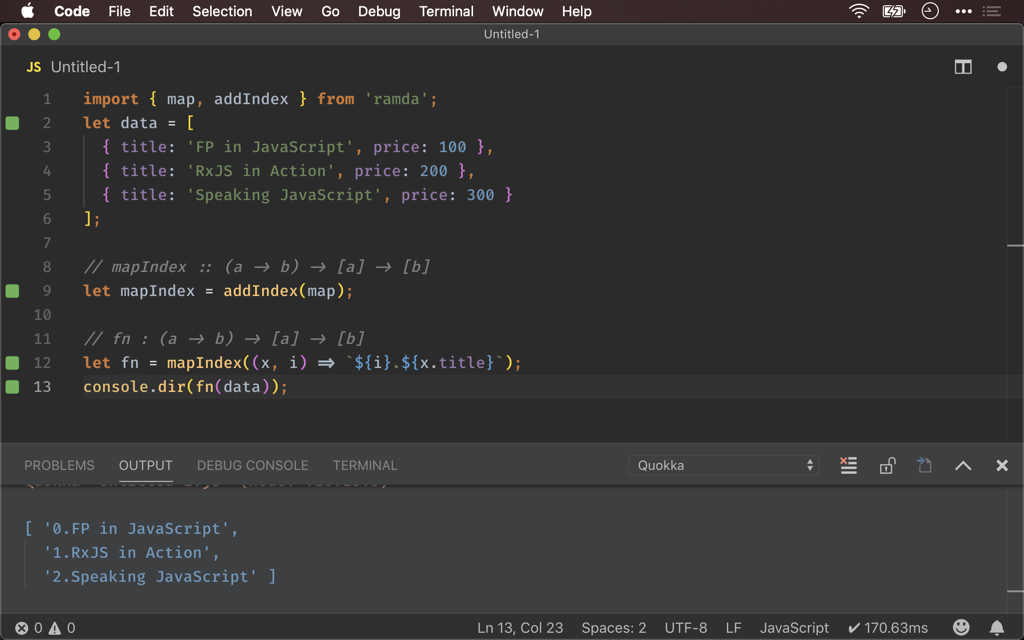 Code File Edit Selection View Go Debug Terminal Window Help
Untitled-1
JS Untitled-1
1 import { map, addIndex } from 'ramda';
2 let data = [
3 { title: 'FP in JavaScript', price: 100 },
4 { title: 'RxJS in Action', price: 200 },
5 { title: 'Speaking JavaScript', price: 300 }
6 ];
7
8 // mapIndex :: (a -> b) -> [a] -> [b]
9 let mapIndex = addIndex(map);
10
11 // fn : (a -> b) -> [a] -> [b]
12 let fn = mapIndex((x, i) => `${i}.${x.title}`);
13 console.dir(fn(data));
PROBLEMS OUTPUT DEBUG CONSOLE TERMINAL Quokka
[ '0.FP in JavaScript',
'1.RxJS in Action',
'2.Speaking JavaScript' ]
0 0 Ln 13, Col 23 Spaces: 2 UTF-8 LF JavaScript ✔ 170.63ms